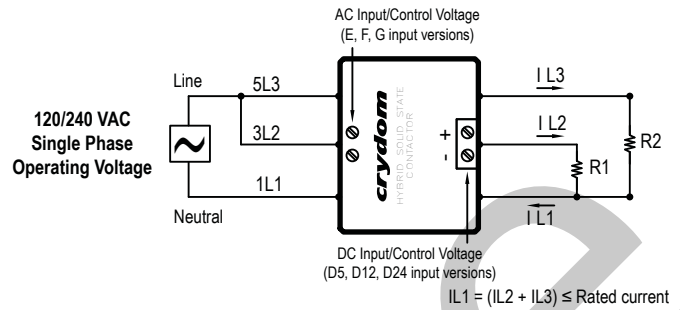 AC Input/Control Voltage
(E, F, G input versions)
Line
5L3
I L3
120/240 VAC
Single Phase
Operating Voltage
3L2
crydom
HYBRID SOLID STATE
CONTACTOR
+
-
I L2
R1
R2
1L1
Neutral
I L1
DC Input/Control Voltage
(D5, D12, D24 input versions)
IL1 = (IL2 + IL3) ≤ Rated current